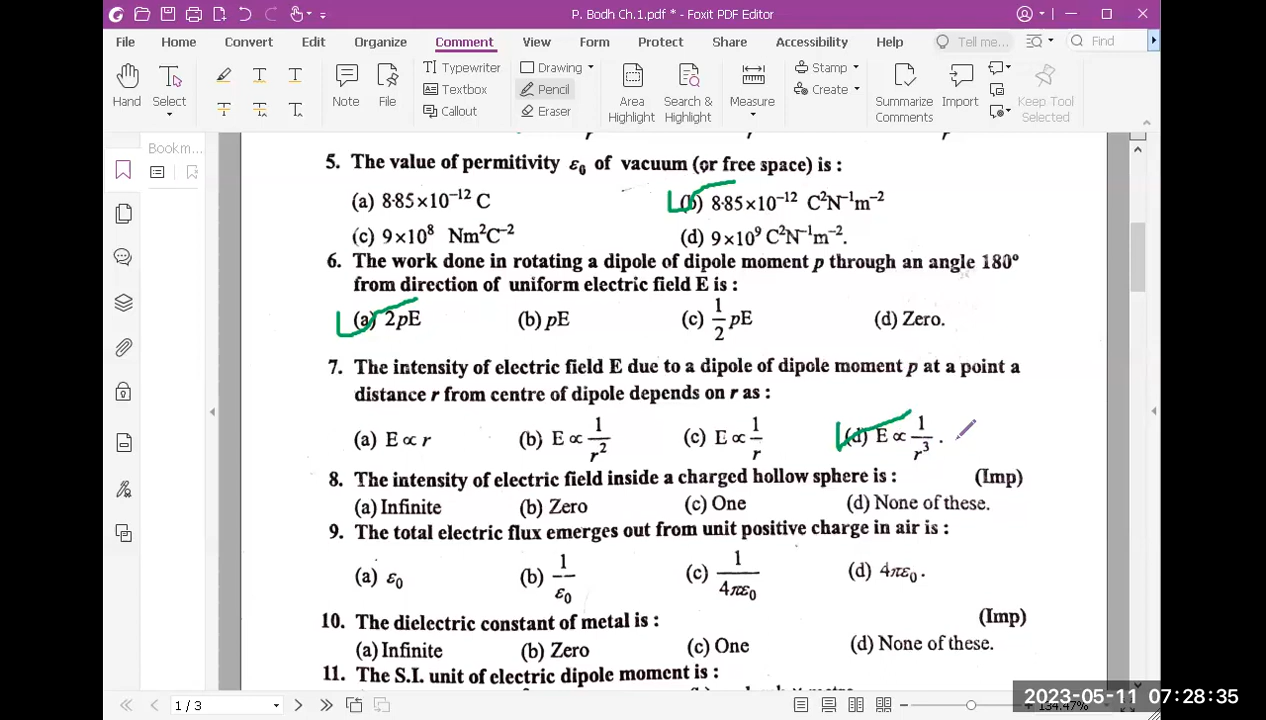 P. Bodh Ch.1.pdf * - Foxit PDF Editor
File Home Convert Edit Organize Comment View Form Protect Share Accessibility Help Tell me... Find
Hand Select Note File Typewriter Textbox Callout Drawing Pencil Eraser Area Highlight Search & Highlight Measure Stamp Create Summarize Comments Import Keep Tool Selected
Bookm...
5. The value of permitivity ε₀ of vacuum (or free space) is :
(a) 8·85×10⁻¹² C (b) 8·85×10⁻¹² C²N⁻¹m⁻²
(c) 9×10⁸ Nm²C⁻² (d) 9×10⁹ C²N⁻¹m⁻².
6. The work done in rotating a dipole of dipole moment p through an angle 180°
from direction of uniform electric field E is :
(a) 2pE (b) pE (c) 1/2 pE (d) Zero.
7. The intensity of electric field E due to a dipole of dipole moment p at a point a
distance r from centre of dipole depends on r as :
(a) E ∝ r (b) E ∝ 1/r² (c) E ∝ 1/r (d) E ∝ 1/r³ .
8. The intensity of electric field inside a charged hollow sphere is : (Imp)
(a) Infinite (b) Zero (c) One (d) None of these.
9. The total electric flux emerges out from unit positive charge in air is :
(a) ε₀ (b) 1/ε₀ (c) 1/4πε₀ (d) 4πε₀.
10. The dielectric constant of metal is : (Imp)
(a) Infinite (b) Zero (c) One (d) None of these.
11. The S.I. unit of electric dipole moment is :
1 / 3
2023-05-11 07:28:35